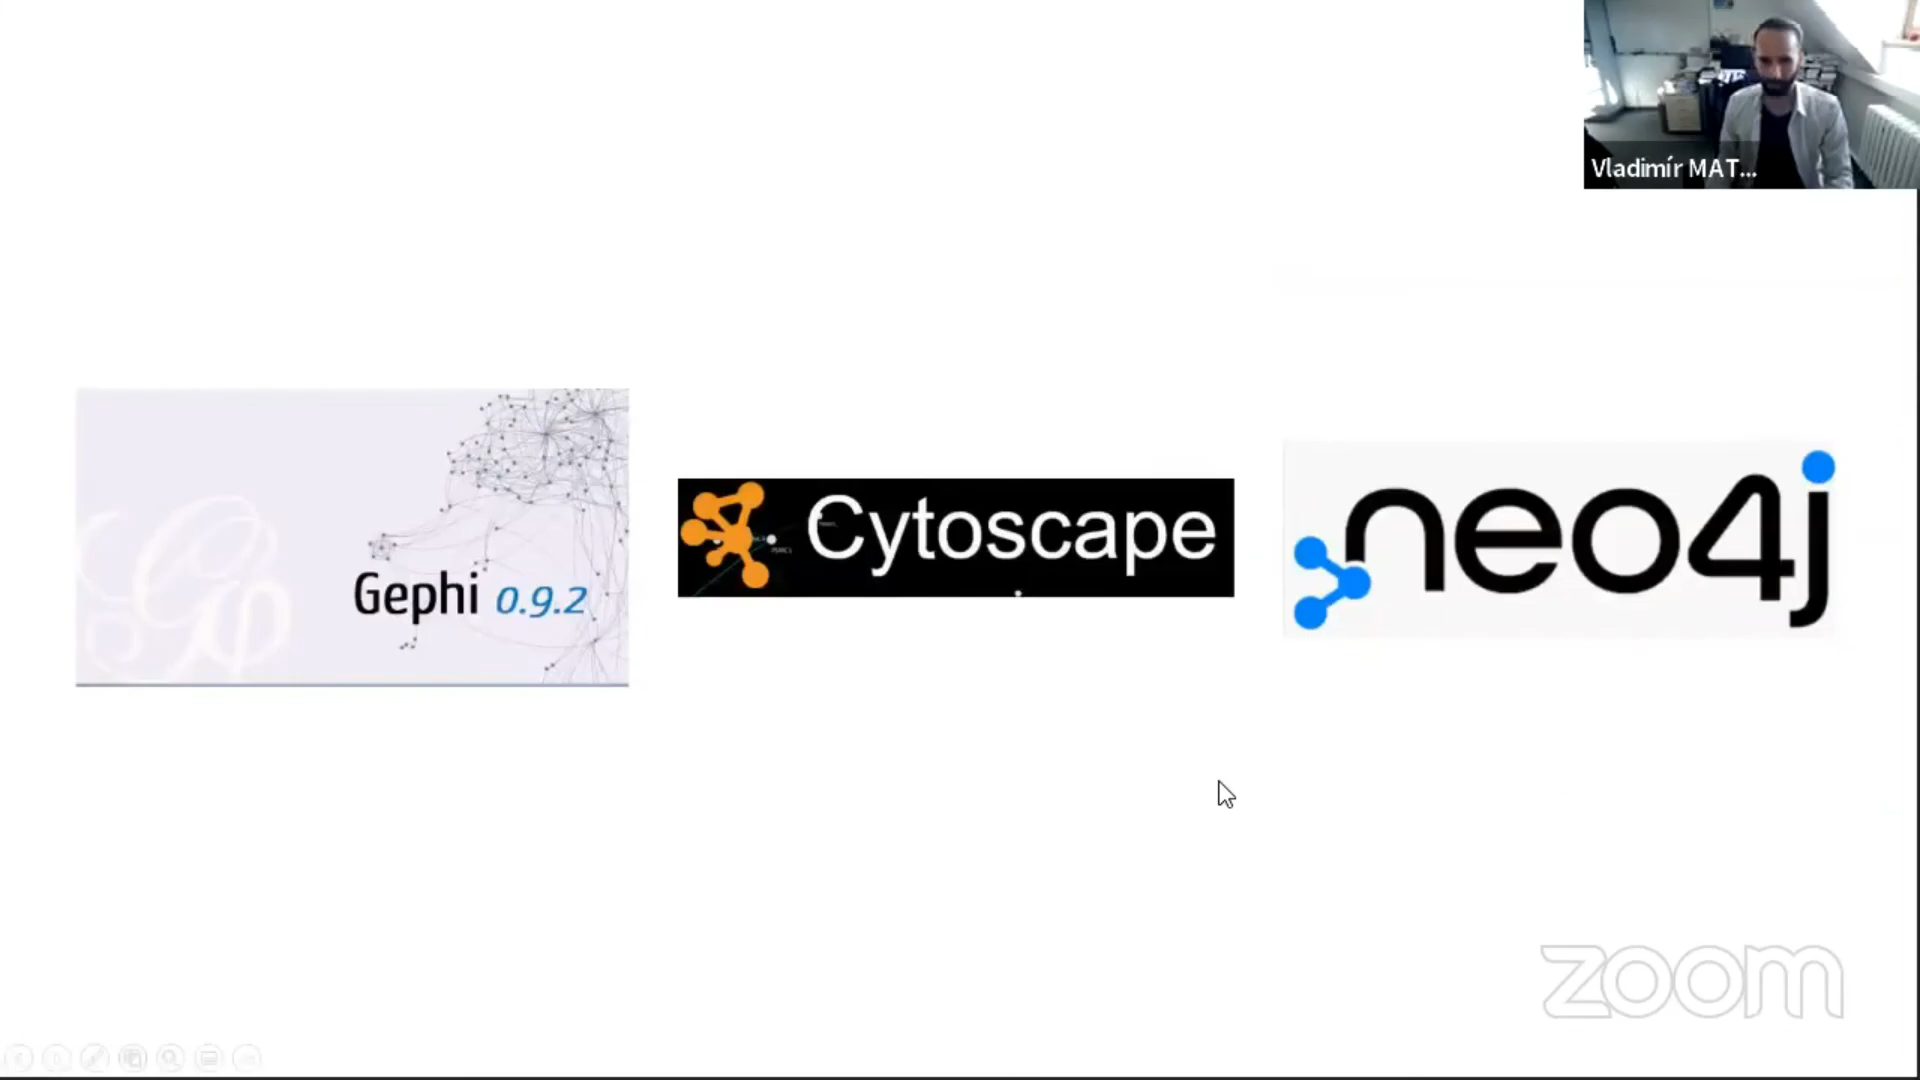 Vladimír MAT...
Gephi 0.9.2
Cytoscape
neo4j
zoom